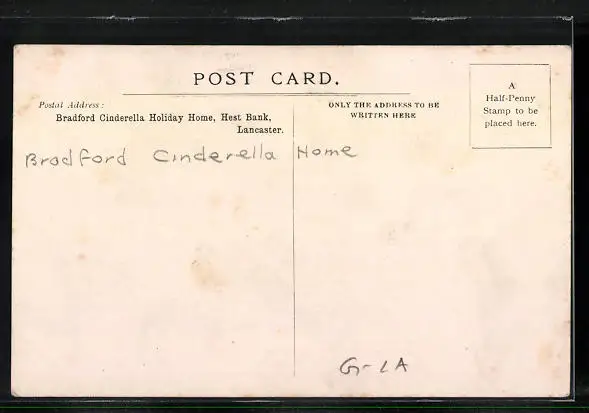 POST CARD.
Postal Address:
Bradford Cinderella Holiday Home, Hest Bank,
Lancaster.
ONLY THE ADDRESS TO BE
WRITTEN HERE
A
Half-Penny
Stamp to be
placed here.
Bradford Cinderella Home
G-LA